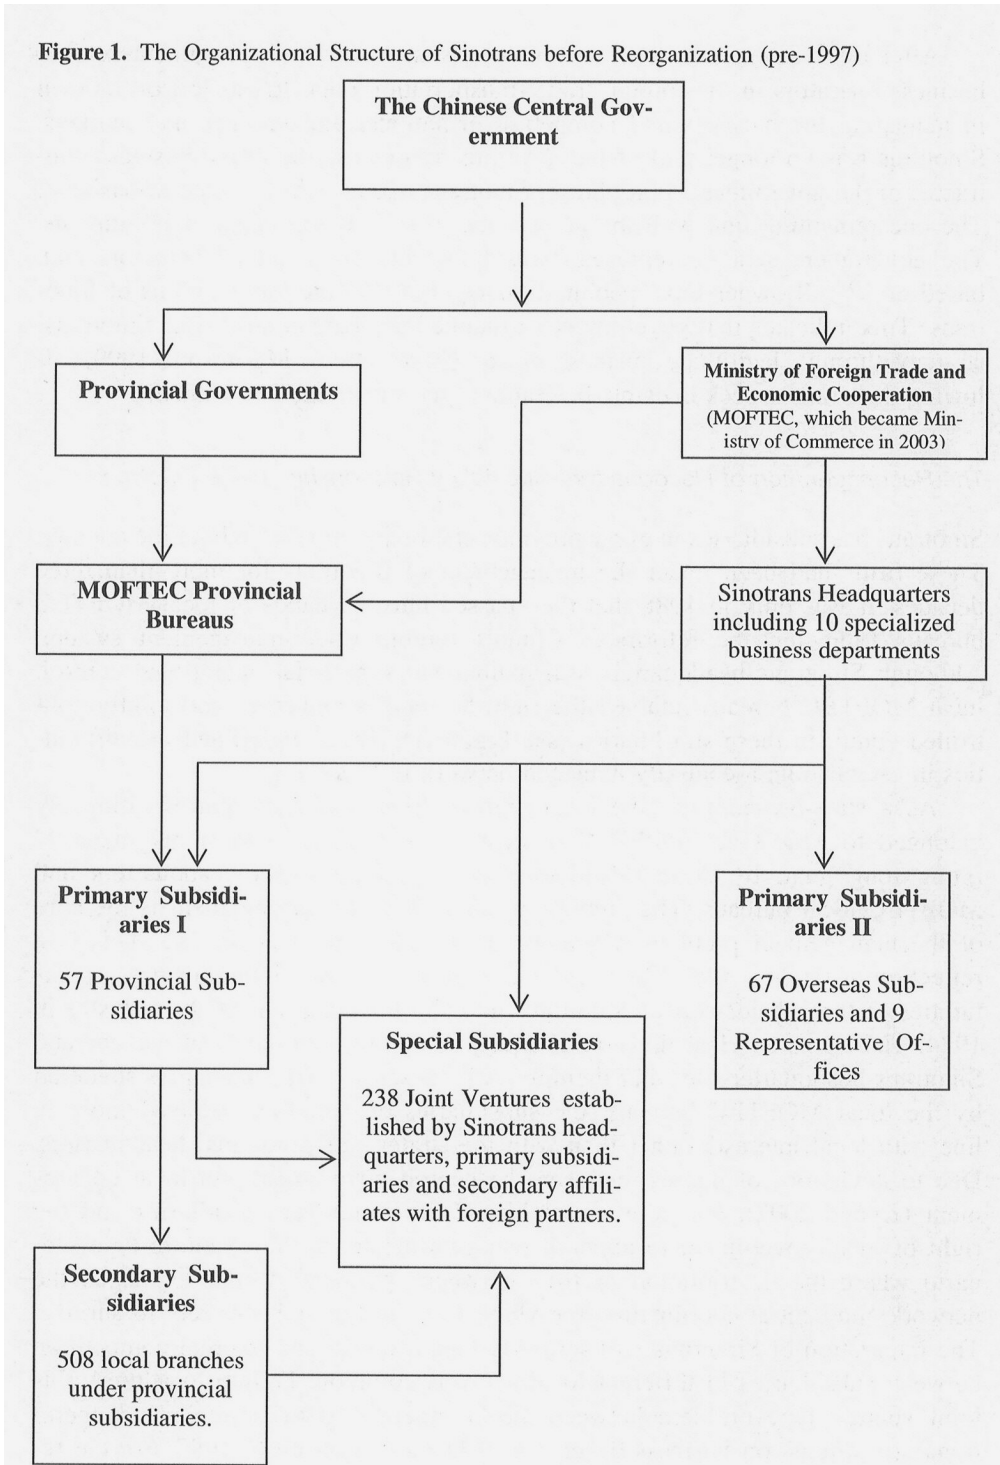 Figure 1. The Organizational Structure of Sinotrans before Reorganization (pre-1997)
The Chinese Central Gov-
ernment
Provincial Governments
Ministry of Foreign Trade and
Economic Cooperation
(MOFTEC, which became Min-
istry of Commerce in 2003)
MOFTEC Provincial
Bureaus
Sinotrans Headquarters
including 10 specialized
business departments
Primary Subsidi-
aries I
57 Provincial Sub-
sidiaries
Primary Subsidi-
aries II
67 Overseas Sub-
sidiaries and 9
Representative Of-
fices
Special Subsidiaries
238 Joint Ventures estab-
lished by Sinotrans head-
quarters, primary subsidi-
aries and secondary affili-
ates with foreign partners.
Secondary Sub-
sidiaries
508 local branches
under provincial
subsidiaries.